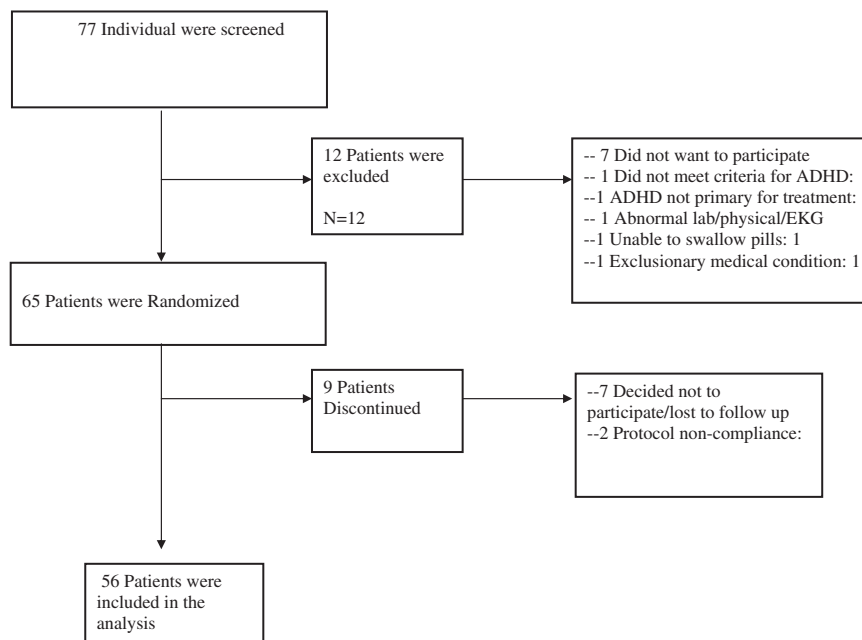 77 Individual were screened
12 Patients were
excluded
N=12
-- 7 Did not want to participate
-- 1 Did not meet criteria for ADHD:
--1 ADHD not primary for treatment:
-- 1 Abnormal lab/physical/EKG
--1 Unable to swallow pills: 1
--1 Exclusionary medical condition: 1
65 Patients were Randomized
9 Patients
Discontinued
--7 Decided not to
participate/lost to follow up
--2 Protocol non-compliance:
56 Patients were
included in the
analysis